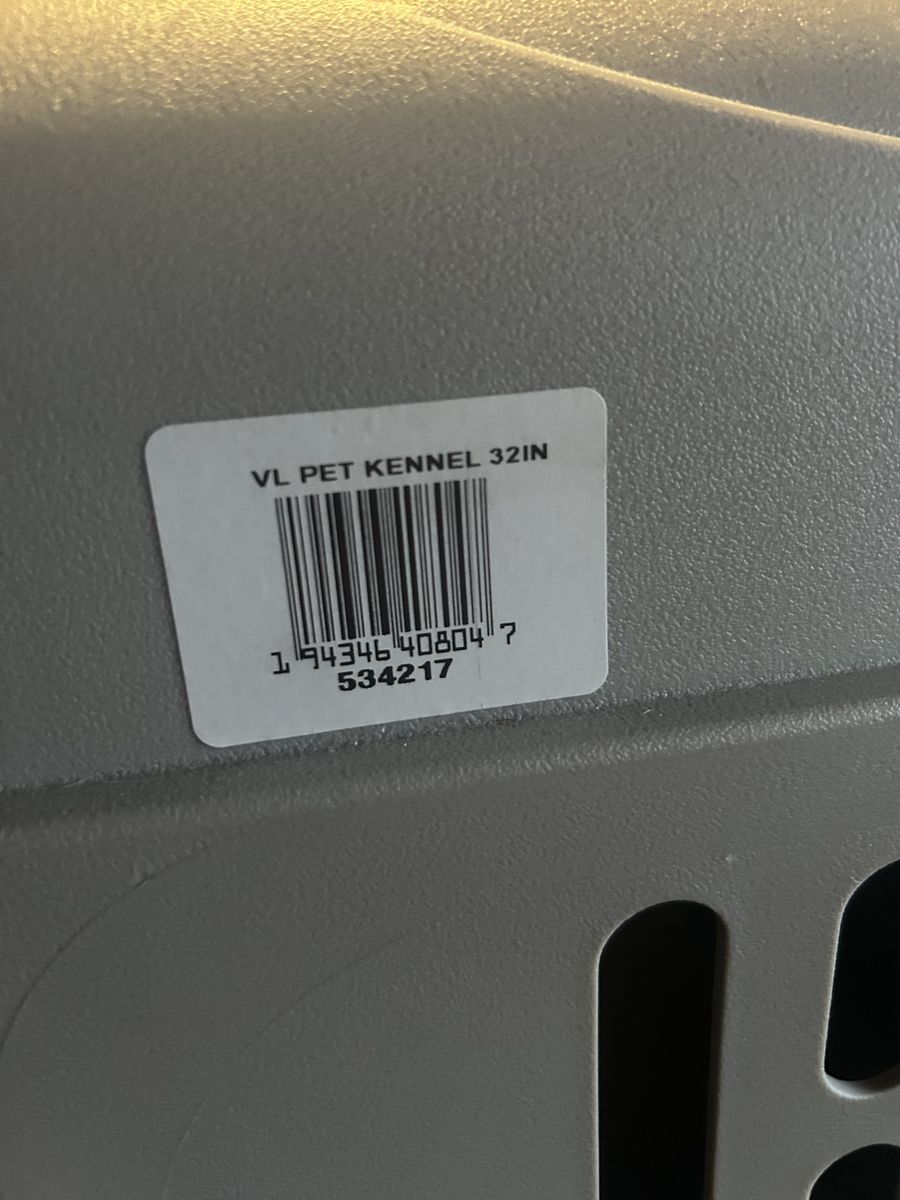 VL PET KENNEL 32IN
1 94346 40804 7
534217